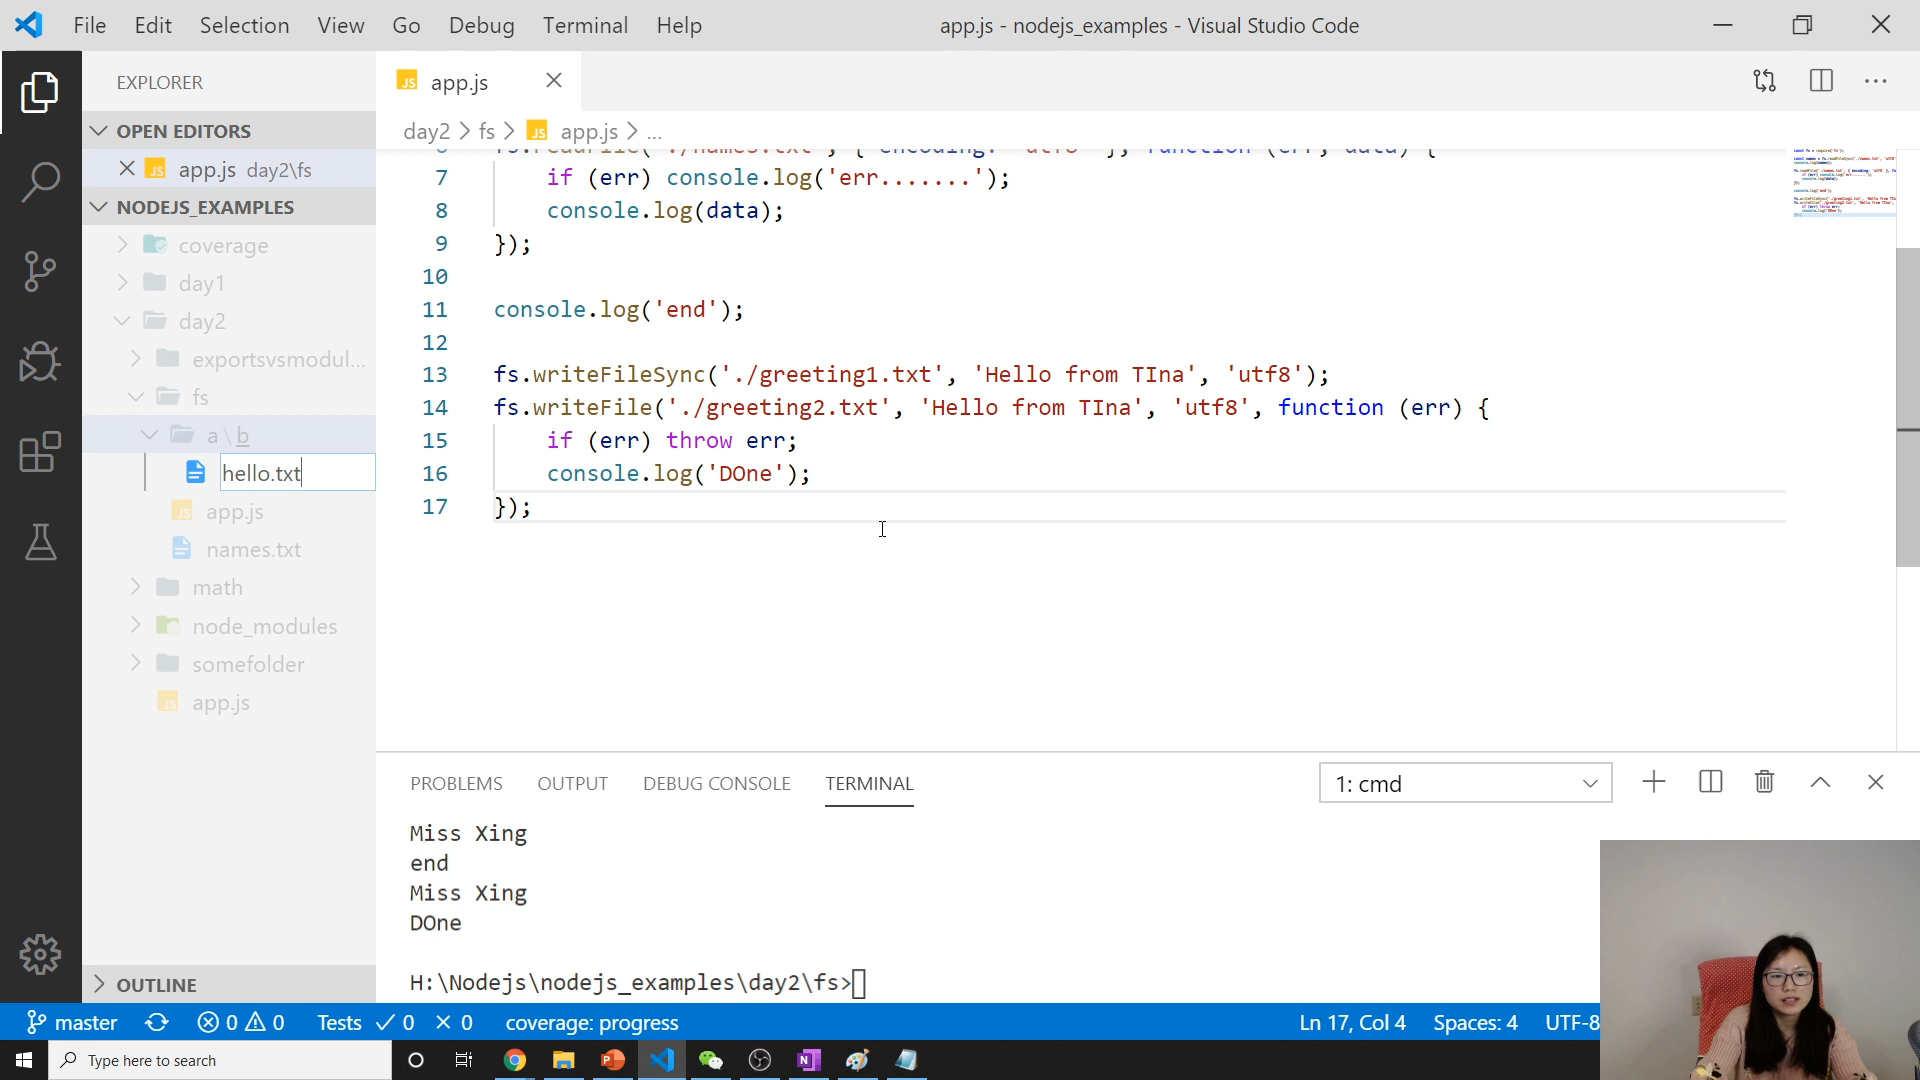 File Edit Selection View Go Debug Terminal Help
app.js - nodejs_examples - Visual Studio Code
EXPLORER
OPEN EDITORS
app.js day2\fs
NODEJS_EXAMPLES
coverage
day1
day2
exportsvsmodul...
fs
a \ b
hello.txt
JS app.js
names.txt
math
node_modules
somefolder
JS app.js
OUTLINE
JS app.js
day2 > fs > JS app.js > ...
7 if (err) console.log('err.......');
8 console.log(data);
9 });
10
11 console.log('end');
12
13 fs.writeFileSync('./greeting1.txt', 'Hello from TIna', 'utf8');
14 fs.writeFile('./greeting2.txt', 'Hello from TIna', 'utf8', function (err) {
15 if (err) throw err;
16 console.log('DOne');
17 });
PROBLEMS OUTPUT DEBUG CONSOLE TERMINAL
1: cmd
Miss Xing
end
Miss Xing
DOne
H:\Nodejs\nodejs_examples\day2\fs>
master 0 0 Tests 0 0 coverage: progress
Ln 17, Col 4 Spaces: 4 UTF-8
Type here to search